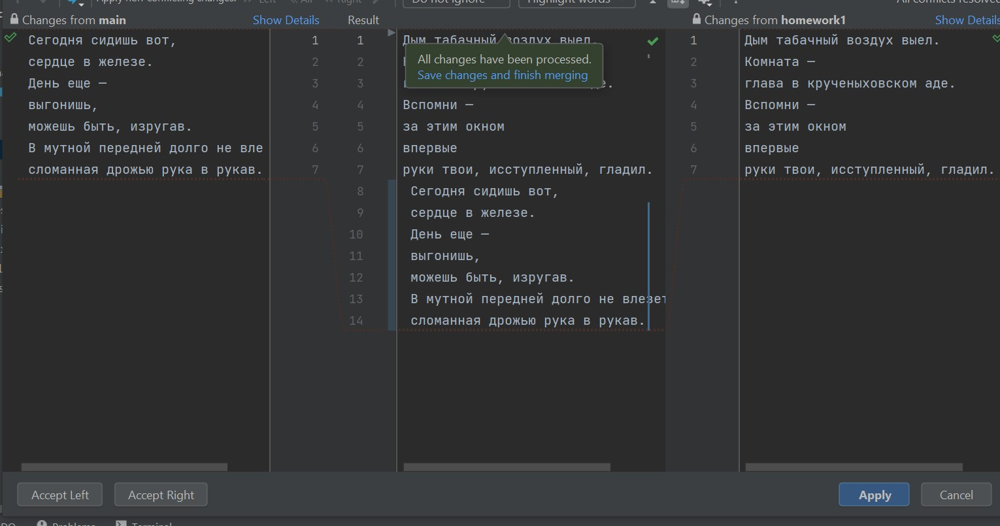 Apply non-conflicting changes:
Left
All
Right
Do not ignore
Highlight words
All conflicts resolved
Changes from main
Show Details
Result
Changes from homework1
Show Details
1 Сегодня сидишь вот,
2 сердце в железе.
3 День еще —
4 выгонишь,
5 можешь быть, изругав.
6 В мутной передней долго не вле
7 сломанная дрожью рука в рукав.
1 Дым табачный воздух выел.
2
3 де.
4 Вспомни —
5 за этим окном
6 впервые
7 руки твои, исступленный, гладил.
8 Сегодня сидишь вот,
9 сердце в железе.
10 День еще —
11 выгонишь,
12 можешь быть, изругав.
13 В мутной передней долго не влезет
14 сломанная дрожью рука в рукав.
All changes have been processed.
Save changes and finish merging
1 Дым табачный воздух выел.
2 Комната —
3 глава в крученыховском аде.
4 Вспомни —
5 за этим окном
6 впервые
7 руки твои, исступленный, гладил.
Accept Left
Accept Right
Apply
Cancel
Problems
Terminal